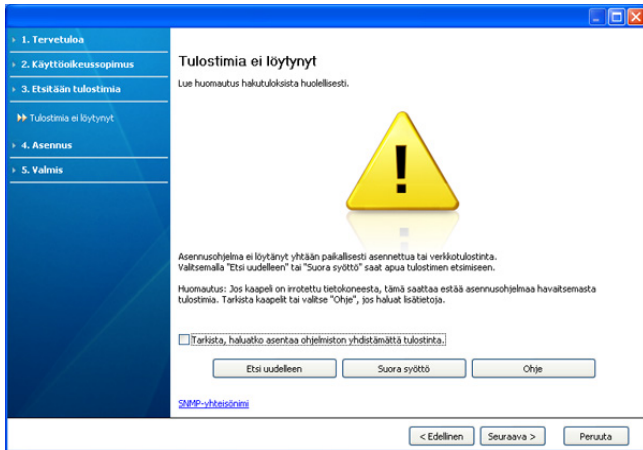 1. Tervetuloa
2. Käyttöoikeussopimus
3. Etsitään tulostimia
Tulostimia ei löytynyt
4. Asennus
5. Valmis
Tulostimia ei löytynyt
Lue huomautus hakutuloksista huolellisesti.
Asennusohjelma ei löytänyt yhtään paikallisesti asennettua tai verkkotulostinta.
Valitsemalla "Etsi uudelleen" tai "Suora syöttö" saat apua tulostimen etsimiseen.
Huomautus: Jos kaapeli on irrotettu tietokoneesta, tämä saattaa estää asennusohjelmaa havaitsemasta
tulostimia. Tarkista kaapelit tai valitse "Ohje", jos haluat lisätietoja.
Tarkista, haluatko asentaa ohjelmiston yhdistämättä tulostinta.
Etsi uudelleen
Suora syöttö
Ohje
SNMP-yhteisönimi
< Edellinen
Seuraava >
Peruuta